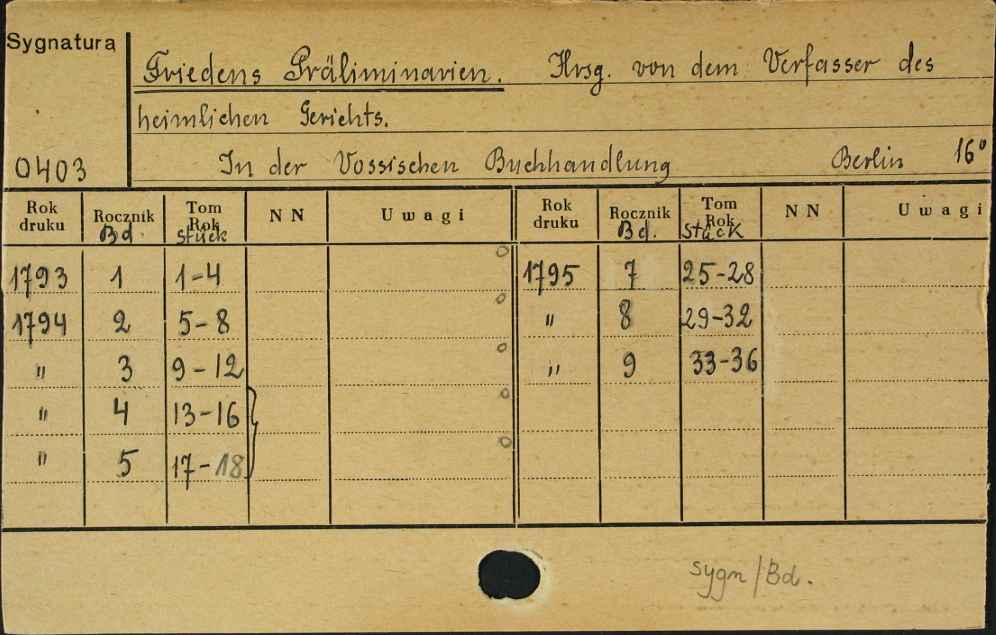 Sygnatura
Friedens Präliminarien. Hrsg. von dem Verfasser des
heimlichen Gerichts.
0403 In der Vossischen Buchhandlung Berlin 16°
Rok druku Rocznik Bd. Tom Rok stück NN Uwagi Rok druku Rocznik Bd. Tom Rok stück NN Uwagi
1793 1 1-4 1795 7 25-28
1794 2 5-8 " 8 29-32
" 3 9-12 " 9 33-36
" 4 13-16
" 5 17-18
sygn/Bd.